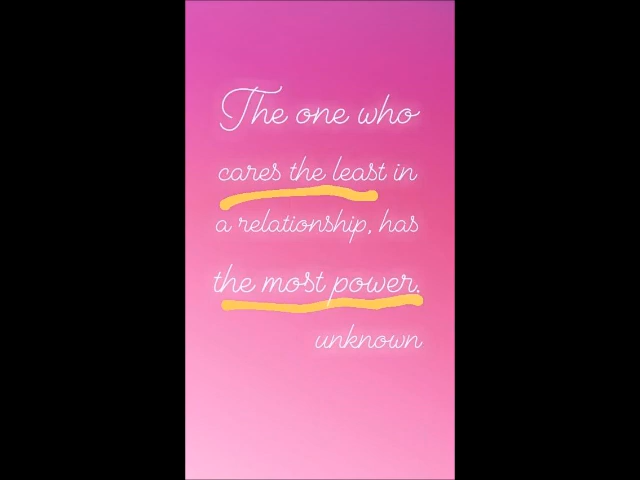 The one who
cares the least in
a relationship, has
the most power.
unknown